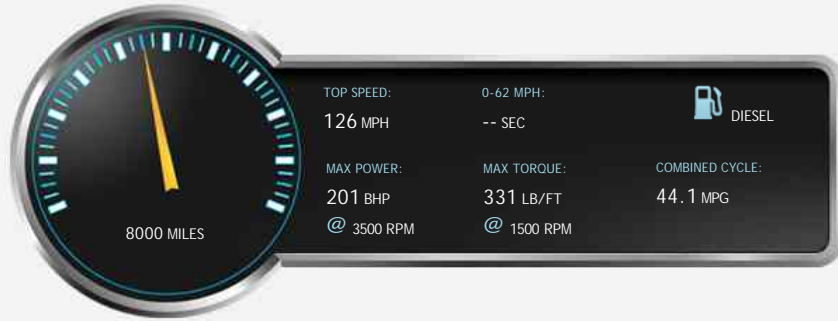 TOP SPEED:
126 MPH
0-62 MPH:
-- SEC
DIESEL
MAX POWER:
201 BHP
@ 3500 RPM
MAX TORQUE:
331 LB/FT
@ 1500 RPM
COMBINED CYCLE:
44.1 MPG
8000 MILES